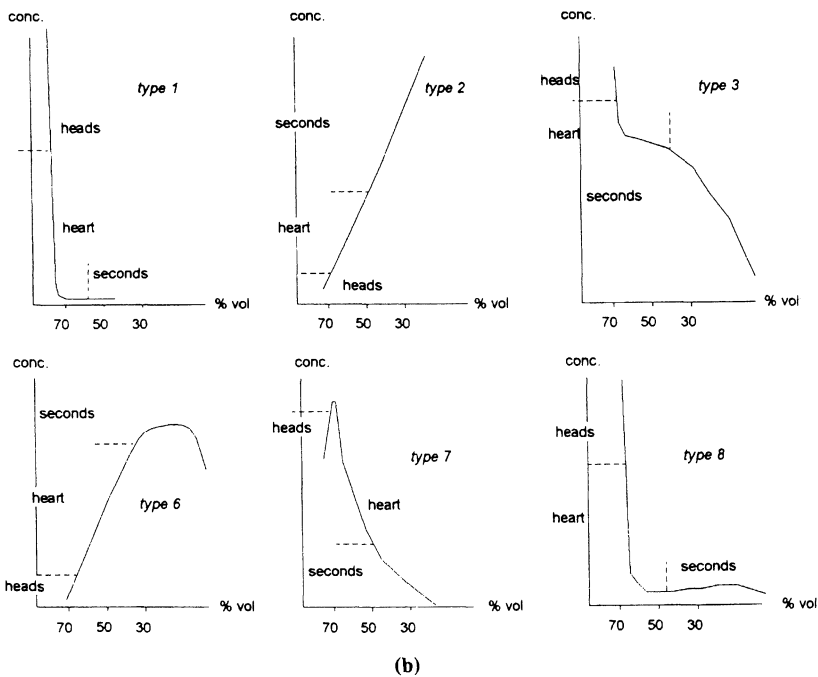 conc.
type 1
heads
heart
seconds
% vol
70 50 30
conc.
type 2
seconds
heart
heads
% vol
70 50 30
conc.
type 3
heads
heart
seconds
% vol
70 50 30
conc.
seconds
heart
type 6
heads
% vol
70 50 30
conc.
heads
type 7
heart
seconds
% vol
70 50 30
conc.
heads
type 8
heart
seconds
% vol
70 50 30
(b)